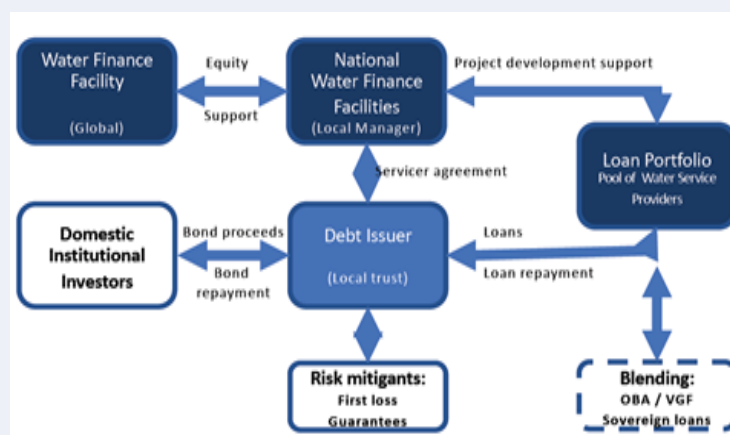 Water Finance
Facility
(Global)
Equity
Support
National
Water Finance
Facilities
(Local Manager)
Project development support
Loan Portfolio
Pool of Water Service
Providers
Servicer agreement
Domestic
Institutional
Investors
Bond proceeds
Bond
repayment
Debt Issuer
(Local trust)
Loans
Loan repayment
Risk mitigants:
First loss
Guarantees
Blending:
OBA / VGF
Sovereign loans